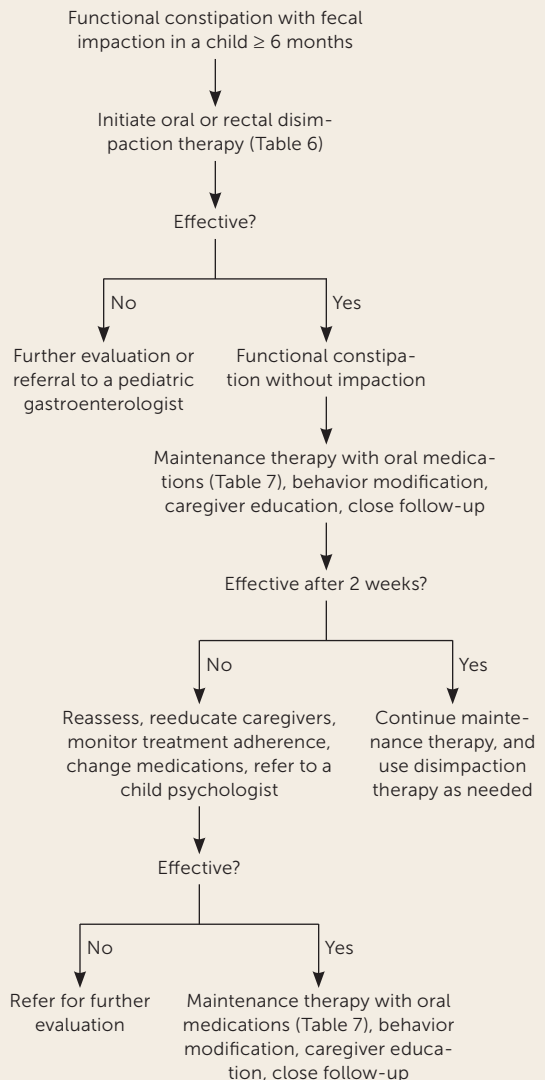 Functional constipation with fecal
impaction in a child ≥ 6 months
Initiate oral or rectal disim-
paction therapy (Table 6)
Effective?
No
Yes
Further evaluation or
referral to a pediatric
gastroenterologist
Functional constipa-
tion without impaction
Maintenance therapy with oral medica-
tions (Table 7), behavior modification,
caregiver education, close follow-up
Effective after 2 weeks?
No
Yes
Reassess, reeducate caregivers,
monitor treatment adherence,
change medications, refer to a
child psychologist
Continue mainte-
nance therapy, and
use disimpaction
therapy as needed
Effective?
No
Yes
Refer for further
evaluation
Maintenance therapy with oral
medications (Table 7), behavior
modification, caregiver educa-
tion, close follow-up